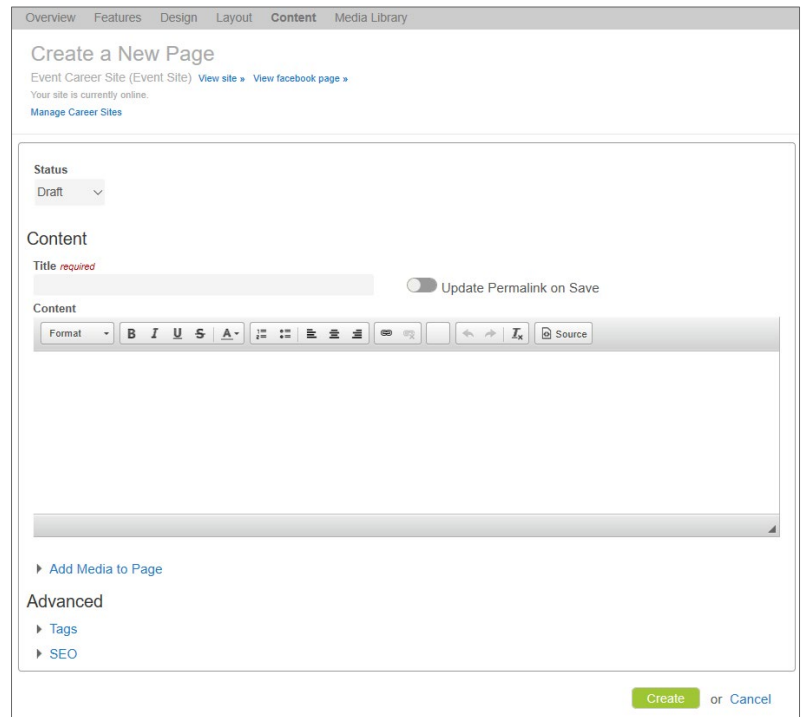 Overview Features Design Layout Content Media Library
Create a New Page
Event Career Site (Event Site) View site » View facebook page »
Your site is currently online.
Manage Career Sites
Status
Draft
Content
Title required
Update Permalink on Save
Content
Format B I U S A Source
Add Media to Page
Advanced
Tags
SEO
Create or Cancel